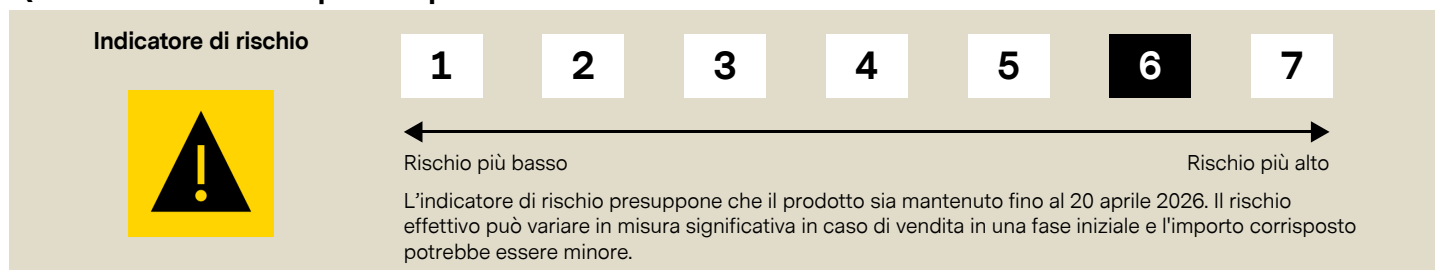 Indicatore di rischio
1 2 3 4 5 6 7
Rischio più basso Rischio più alto
L'indicatore di rischio presuppone che il prodotto sia mantenuto fino al 20 aprile 2026. Il rischio
effettivo può variare in misura significativa in caso di vendita in una fase iniziale e l'importo corrisposto
potrebbe essere minore.